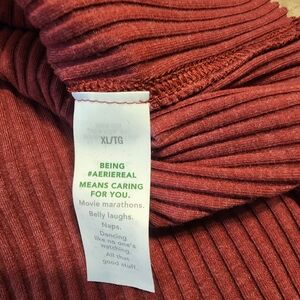 XL/TG
BEING
#AERIEREAL
MEANS CARING
FOR YOU.
Movie marathons.
Belly laughs.
Naps.
Dancing
like no one's
watching.
All that
good stuff.